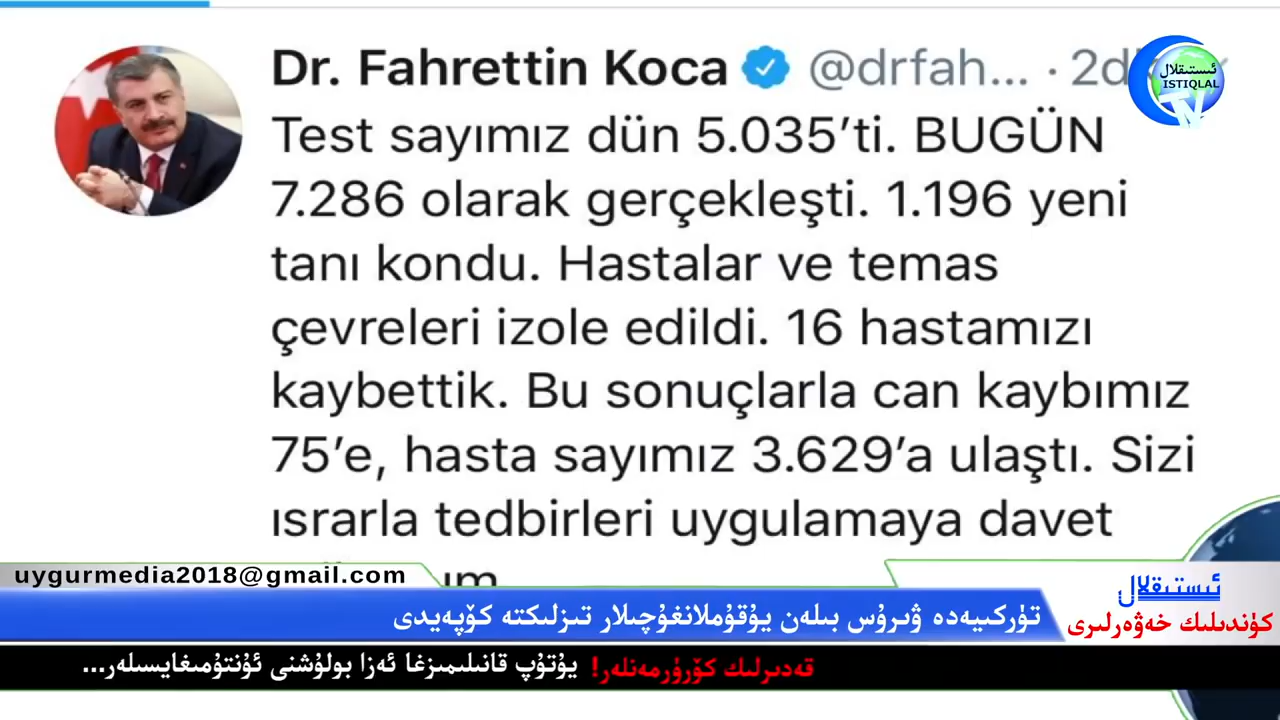 Dr. Fahrettin Koca @drfah... · 2d
ئىستىقلال
ISTIQLAL
TV
Test sayımız dün 5.035’ti. BUGÜN
7.286 olarak gerçekleşti. 1.196 yeni
tanı kondu. Hastalar ve temas
çevreleri izole edildi. 16 hastamızı
kaybettik. Bu sonuçlarla can kaybımız
75’e, hasta sayımız 3.629’a ulaştı. Sizi
ısrarla tedbirleri uygulamaya davet
uygurmedia2018@gmail.com
ئىستىقلال
كۈندىلىك خەۋەرلىرى
تۈركىيەدە ۋىرۇس بىلەن يۇقۇملانغۇچىلار تىزلىكتە كۆپەيدى
قەدىرلىك كۆرۈرمەنلەر! يۇتۇپ قانىلىمىزغا ئەزا بولۇشنى ئۇنتۇمىغايسىلەر...